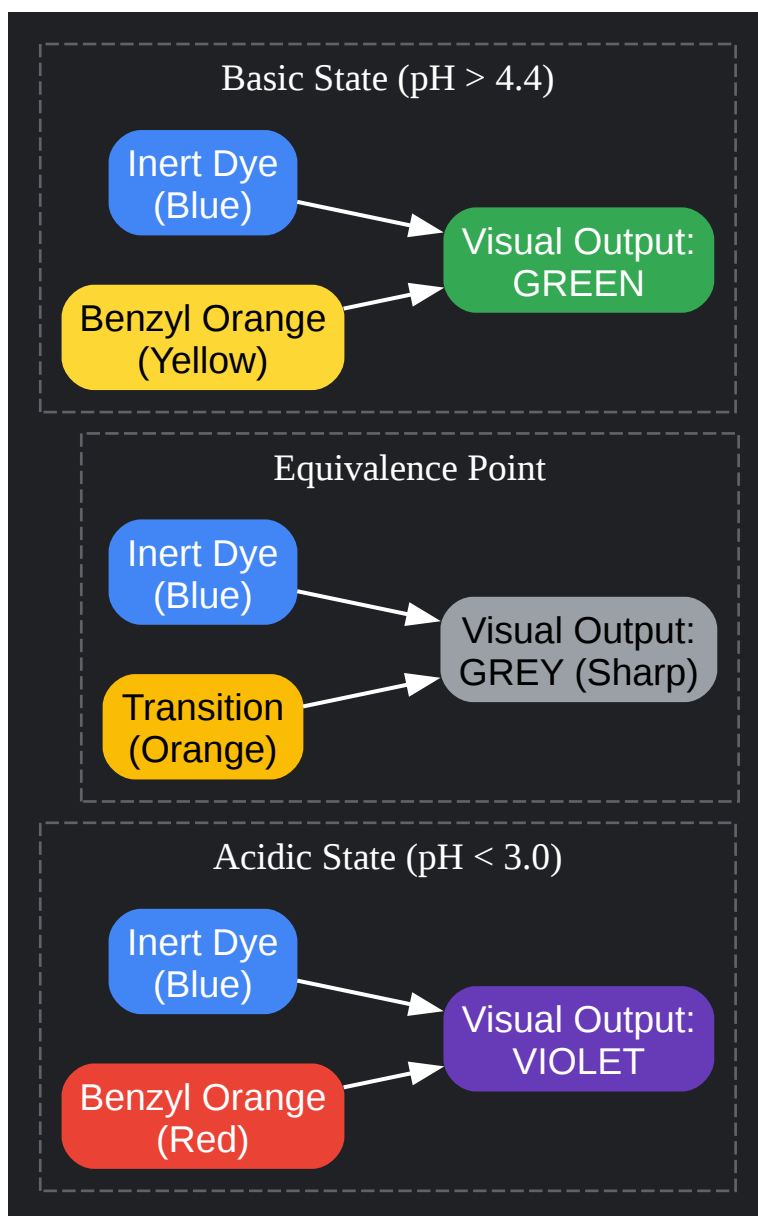 Basic State (pH > 4.4)
Inert Dye
(Blue)
Visual Output:
GREEN
Benzyl Orange
(Yellow)
Equivalence Point
Inert Dye
(Blue)
Visual Output:
GREY (Sharp)
Transition
(Orange)
Acidic State (pH < 3.0)
Inert Dye
(Blue)
Visual Output:
VIOLET
Benzyl Orange
(Red)